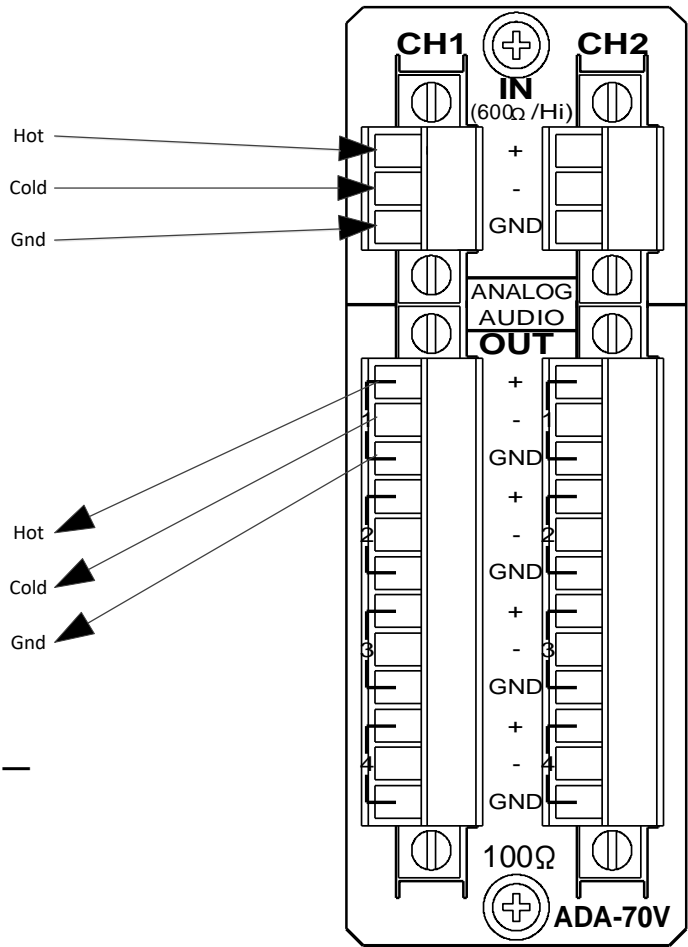 CH1 CH2
IN
(600Ω /Hi)
Hot +
Cold -
Gnd GND
ANALOG
AUDIO
OUT
+
1 - 1
GND
+
Hot 2 - 2
GND
Cold
+
Gnd 3 - 3
GND
+
4 - 4
GND
100Ω
ADA-70V